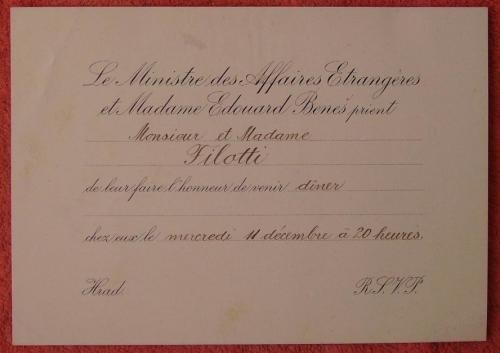 Le Ministre des Affaires Etrangères
et Madame Edouard Beneš prient
Monsieur et Madame
Filotti
de leur faire l'honneur de venir dîner
chez eux le mercredi 11 décembre à 20 heures.
Hrad.
R.S.V.P.